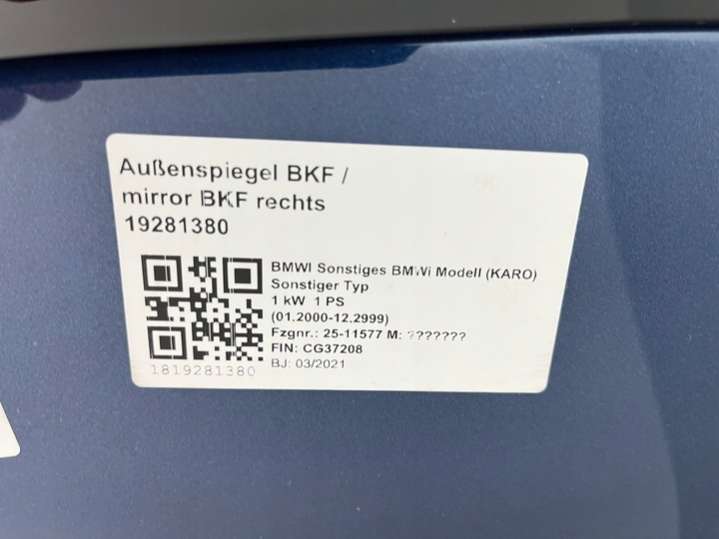 Außenspiegel BKF /
mirror BKF rechts
19281380
BMWI Sonstiges BMWi Modell (KARO)
Sonstiger Typ
1 kW 1 PS
(01.2000-12.2999)
Fzgnr.: 25-11577 M: ???????
FIN: CG37208
BJ: 03/2021
1819281380